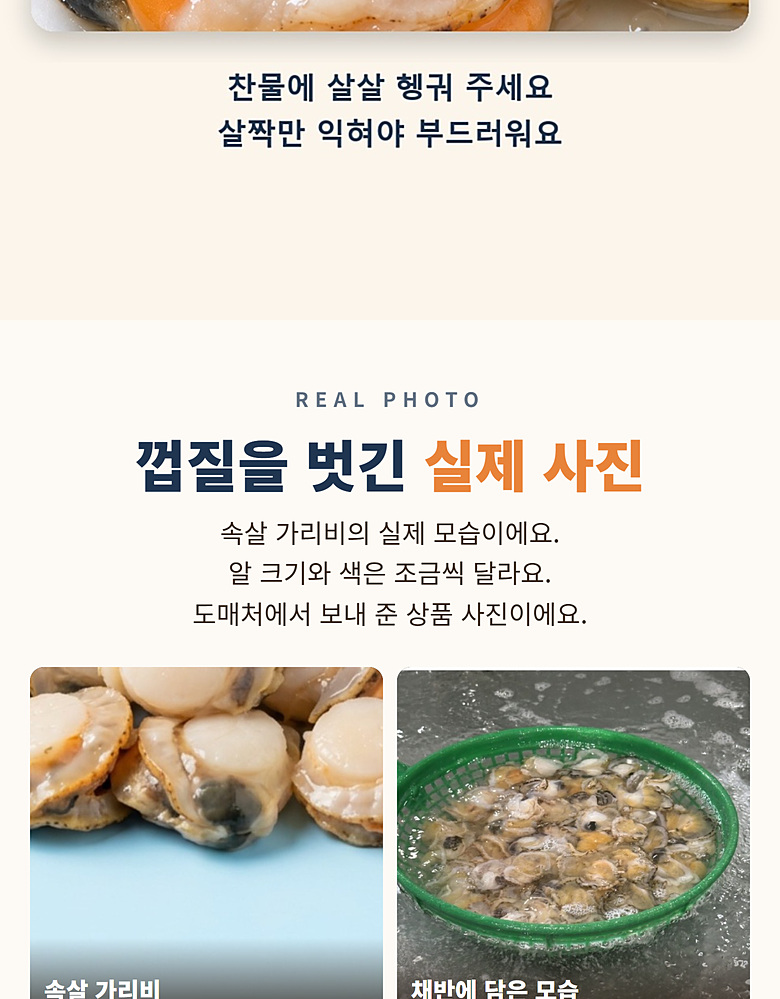 찬물에 살살 헹궈 주세요
살짝만 익혀야 부드러워요
REAL PHOTO
껍질을 벗긴 실제 사진
속살 가리비의 실제 모습이에요.
알 크기와 색은 조금씩 달라요.
도매처에서 보내 준 상품 사진이에요.
속살 가리비
채반에 담은 모습